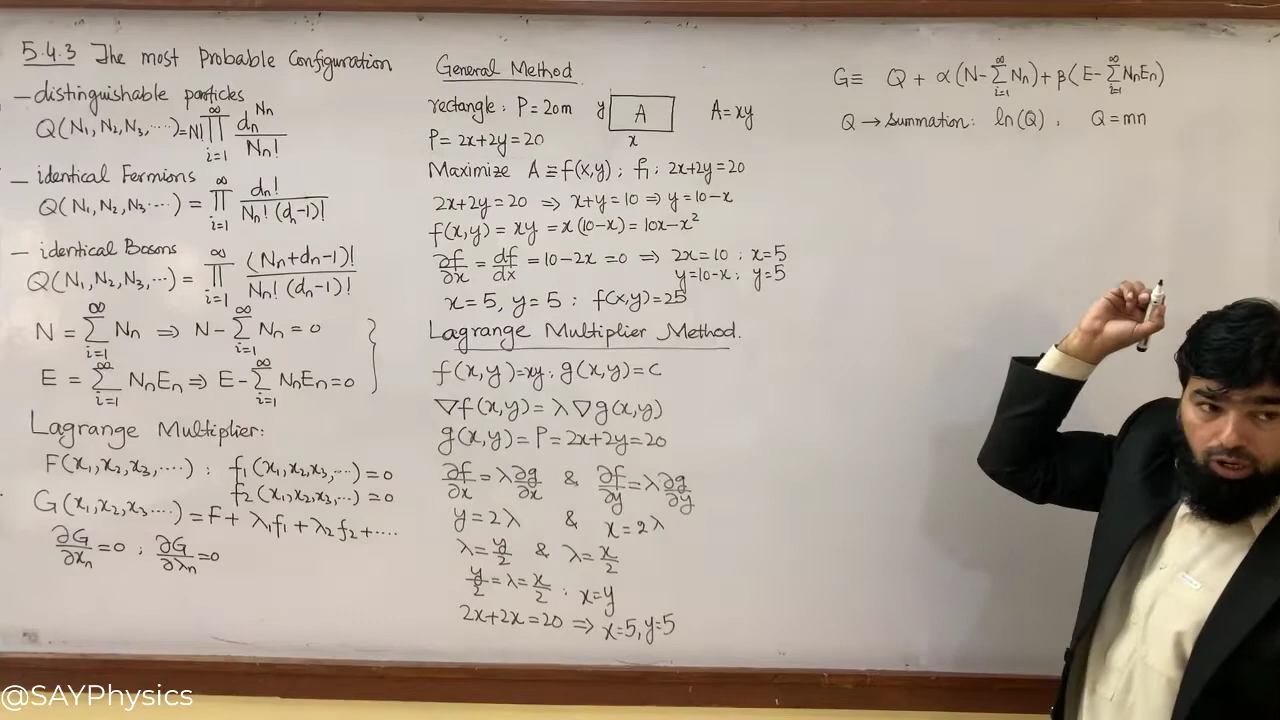 5.4.3 The most Probable Configuration
– distinguishable particles
Q(N₁, N₂, N₃, ....) = N! ∏_{i=1}^{∞} dₙ^{Nₙ} / Nₙ!
– identical Fermions
Q(N₁, N₂, N₃ ....) = ∏_{i=1}^{∞} dₙ! / Nₙ! (dₙ-1)!
– identical Bosons
Q(N₁, N₂, N₃, ...) = ∏_{i=1}^{∞} (Nₙ+dₙ-1)! / Nₙ! (dₙ-1)!
N = ∑_{i=1}^{∞} Nₙ ⇒ N - ∑_{i=1}^{∞} Nₙ = 0
E = ∑_{i=1}^{∞} NₙEₙ ⇒ E - ∑_{i=1}^{∞} NₙEₙ = 0 }
Lagrange Multiplier:
F(x₁, x₂, x₃, ....) ; f₁(x₁, x₂, x₃, ...) = 0
f₂(x₁, x₂, x₃, ...) = 0
G(x₁, x₂, x₃ ....) = F + λ₁f₁ + λ₂f₂ + ....
∂G/∂xₙ = 0 ; ∂G/∂λₙ = 0
General Method
rectangle: P = 20m y A x A = xy
P = 2x+2y = 20
Maximize A ≡ f(x,y) ; f₁ ; 2x+2y = 20
2x+2y = 20 ⇒ x+y = 10 ⇒ y = 10-x
f(x,y) = xy = x(10-x) = 10x-x²
∂f/∂x = df/dx = 10-2x = 0 ⇒ 2x = 10 ; x = 5
y = 10-x ; y = 5
x = 5, y = 5 ; f(x,y) = 25
Lagrange Multiplier Method.
f(x,y) = xy ; g(x,y) = c
∇f(x,y) = λ∇g(x,y)
g(x,y) = P = 2x+2y = 20
∂f/∂x = λ∂g/∂x & ∂f/∂y = λ∂g/∂y
y = 2λ & x = 2λ
λ = y/2 & λ = x/2
y/2 = λ = x/2 ; x = y
2x+2x = 20 ⇒ x=5, y=5
G ≡ Q + α(N - ∑_{i=1}^{∞} Nₙ) + β(E - ∑_{i=1}^{∞} NₙEₙ)
Q → Summation: ln(Q) . Q = mn
@SAYPhysics